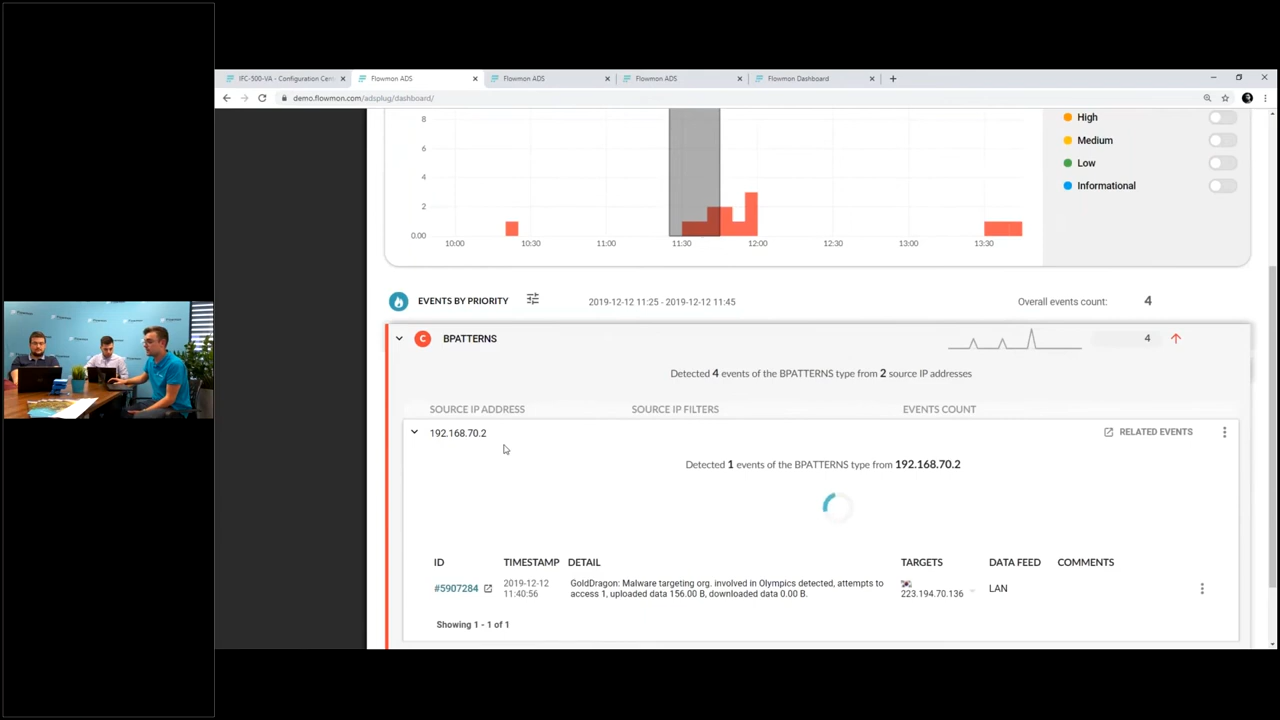 IFC-500-VA - Configuration Cen
Flowmon ADS
Flowmon ADS
Flowmon ADS
Flowmon Dashboard
demo.flowmon.com/adsplug/dashboard/
8
6
4
2
0.00
10:00 10:30 11:00 11:30 12:00 12:30 13:00 13:30
High
Medium
Low
Informational
EVENTS BY PRIORITY 2019-12-12 11:25 - 2019-12-12 11:45 Overall events count: 4
C BPATTERNS 4
Detected 4 events of the BPATTERNS type from 2 source IP addresses
SOURCE IP ADDRESS SOURCE IP FILTERS EVENTS COUNT
192.168.70.2 RELATED EVENTS
Detected 1 events of the BPATTERNS type from 192.168.70.2
ID TIMESTAMP DETAIL TARGETS DATA FEED COMMENTS
#5907284 2019-12-12 11:40:56 GoldDragon: Malware targeting org. involved in Olympics detected, attempts to access 1, uploaded data 156.00 B, downloaded data 0.00 B. 223.194.70.136 LAN
Showing 1 - 1 of 1